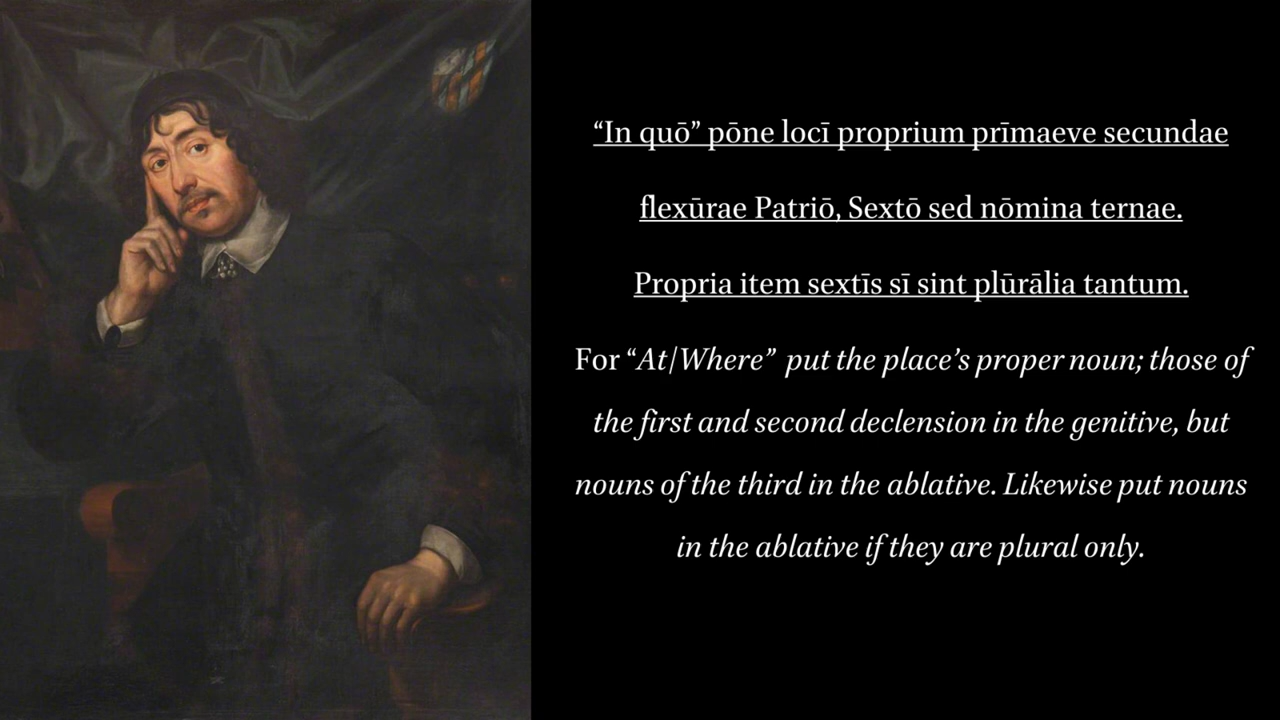 “In quō” pōne locī proprium prīmaeve secundae
flexūrae Patriō, Sextō sed nōmina ternae.
Propria item sextīs sī sint plūrālia tantum.
For “At/Where” put the place’s proper noun; those of
the first and second declension in the genitive, but
nouns of the third in the ablative. Likewise put nouns
in the ablative if they are plural only.